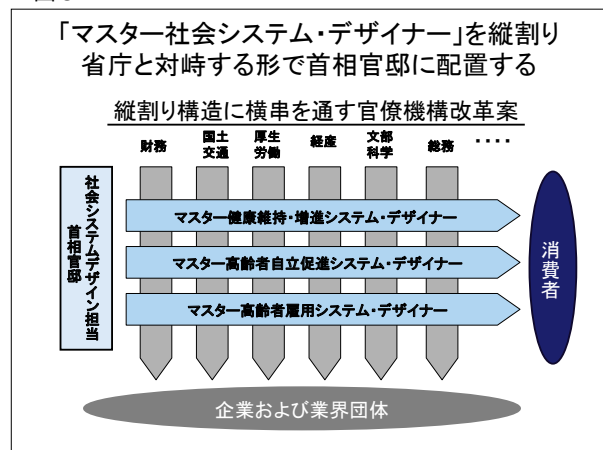 「マスター社会システム・デザイナー」を縦割り
省庁と対峙する形で首相官邸に配置する
縦割り構造に横串を通す官僚機構改革案
財務
国土
交通
厚生
労働
経産
文部
科学
総務
････
社会システムデザイン担当
首相官邸
マスター健康維持・増進システム・デザイナー
マスター高齢者自立促進システム・デザイナー
マスター高齢者雇用システム・デザイナー
消費者
企業および業界団体